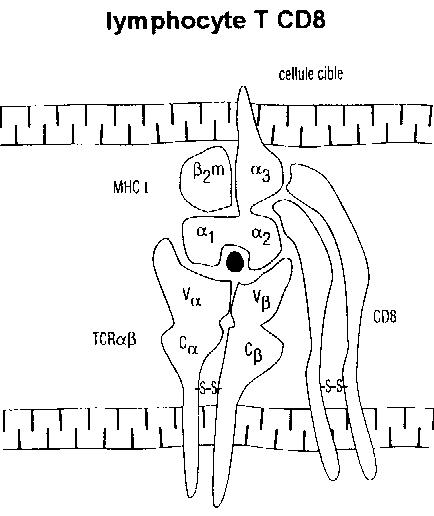 lymphocyte T CD8
cellule cible
β2m α3
MHC I
α1 α2
Vα Vβ
CD8
TCRαβ
Cα Cβ
-S-S- -S-S-